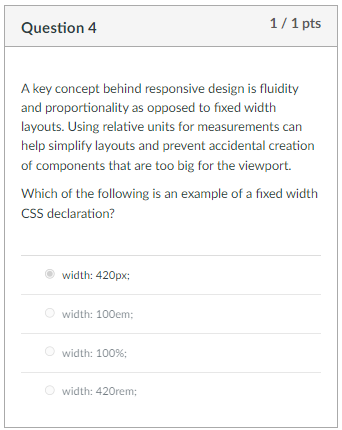 Question 4
1 / 1 pts
A key concept behind responsive design is fluidity
and proportionality as opposed to fixed width
layouts. Using relative units for measurements can
help simplify layouts and prevent accidental creation
of components that are too big for the viewport.
Which of the following is an example of a fixed width
CSS declaration?
width: 420px;
width: 100em;
width: 100%;
width: 420rem;